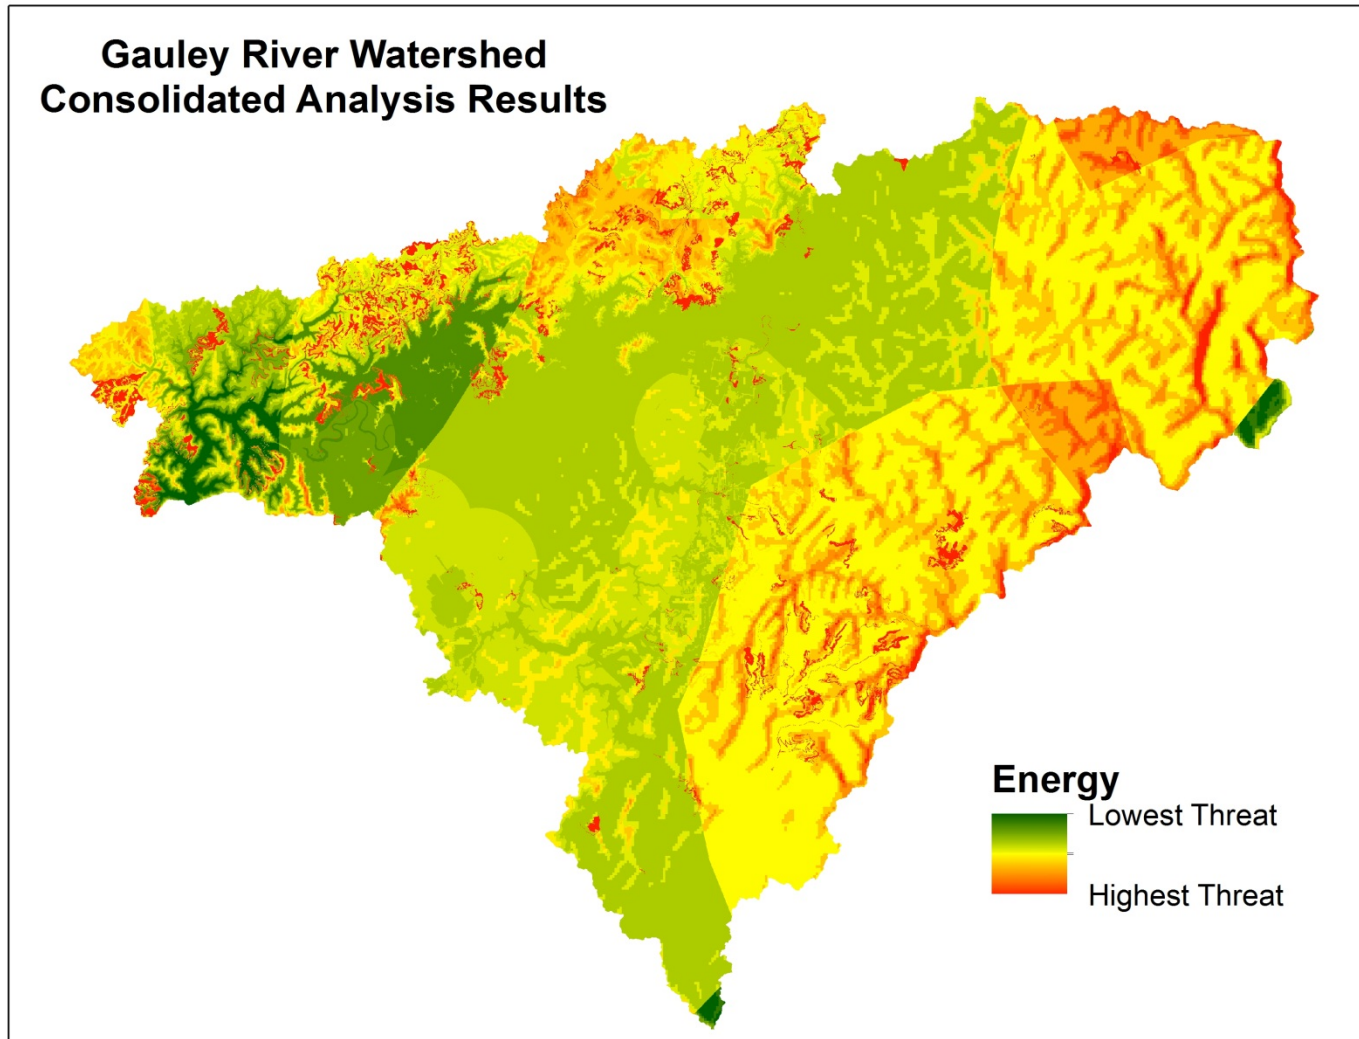 Gauley River Watershed
Consolidated Analysis Results
Energy
Lowest Threat
Highest Threat